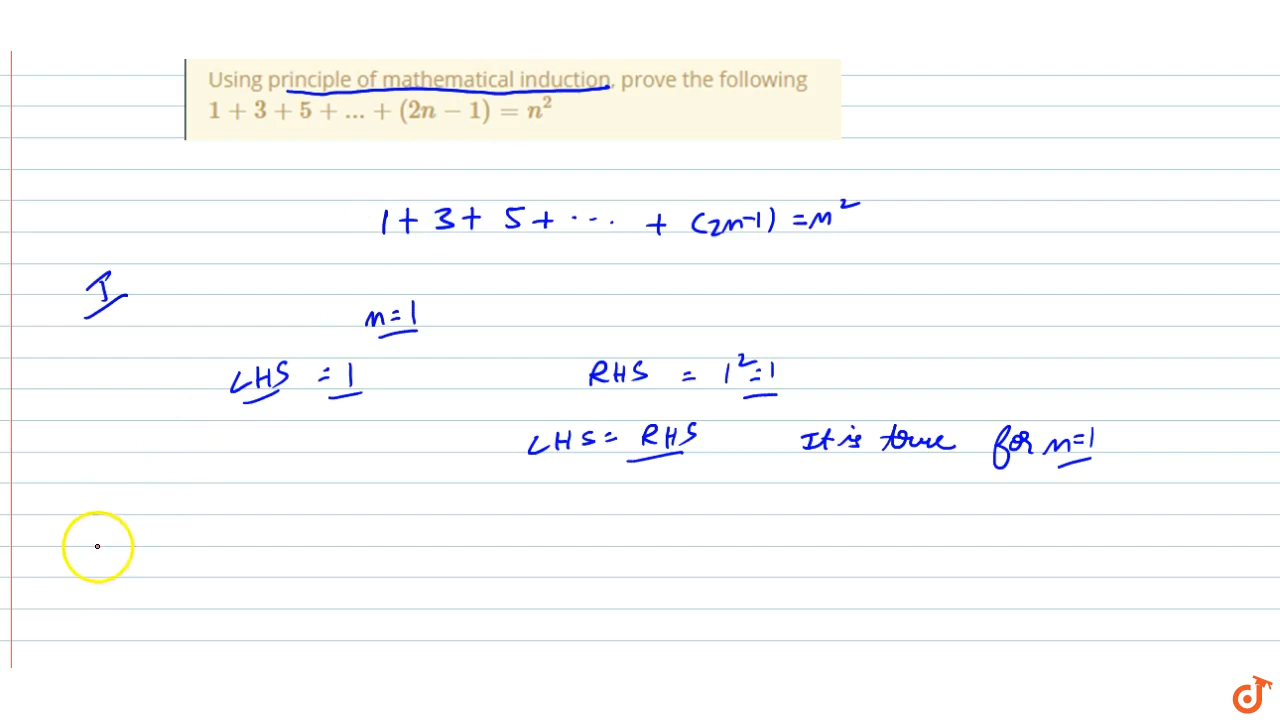 Using principle of mathematical induction, prove the following
1 + 3 + 5 + ... + (2n − 1) = n²
1 + 3 + 5 + ... + (2n-1) = n²
I
n=1
LHS = 1 RHS = 1² = 1
LHS = RHS It is true for n=1